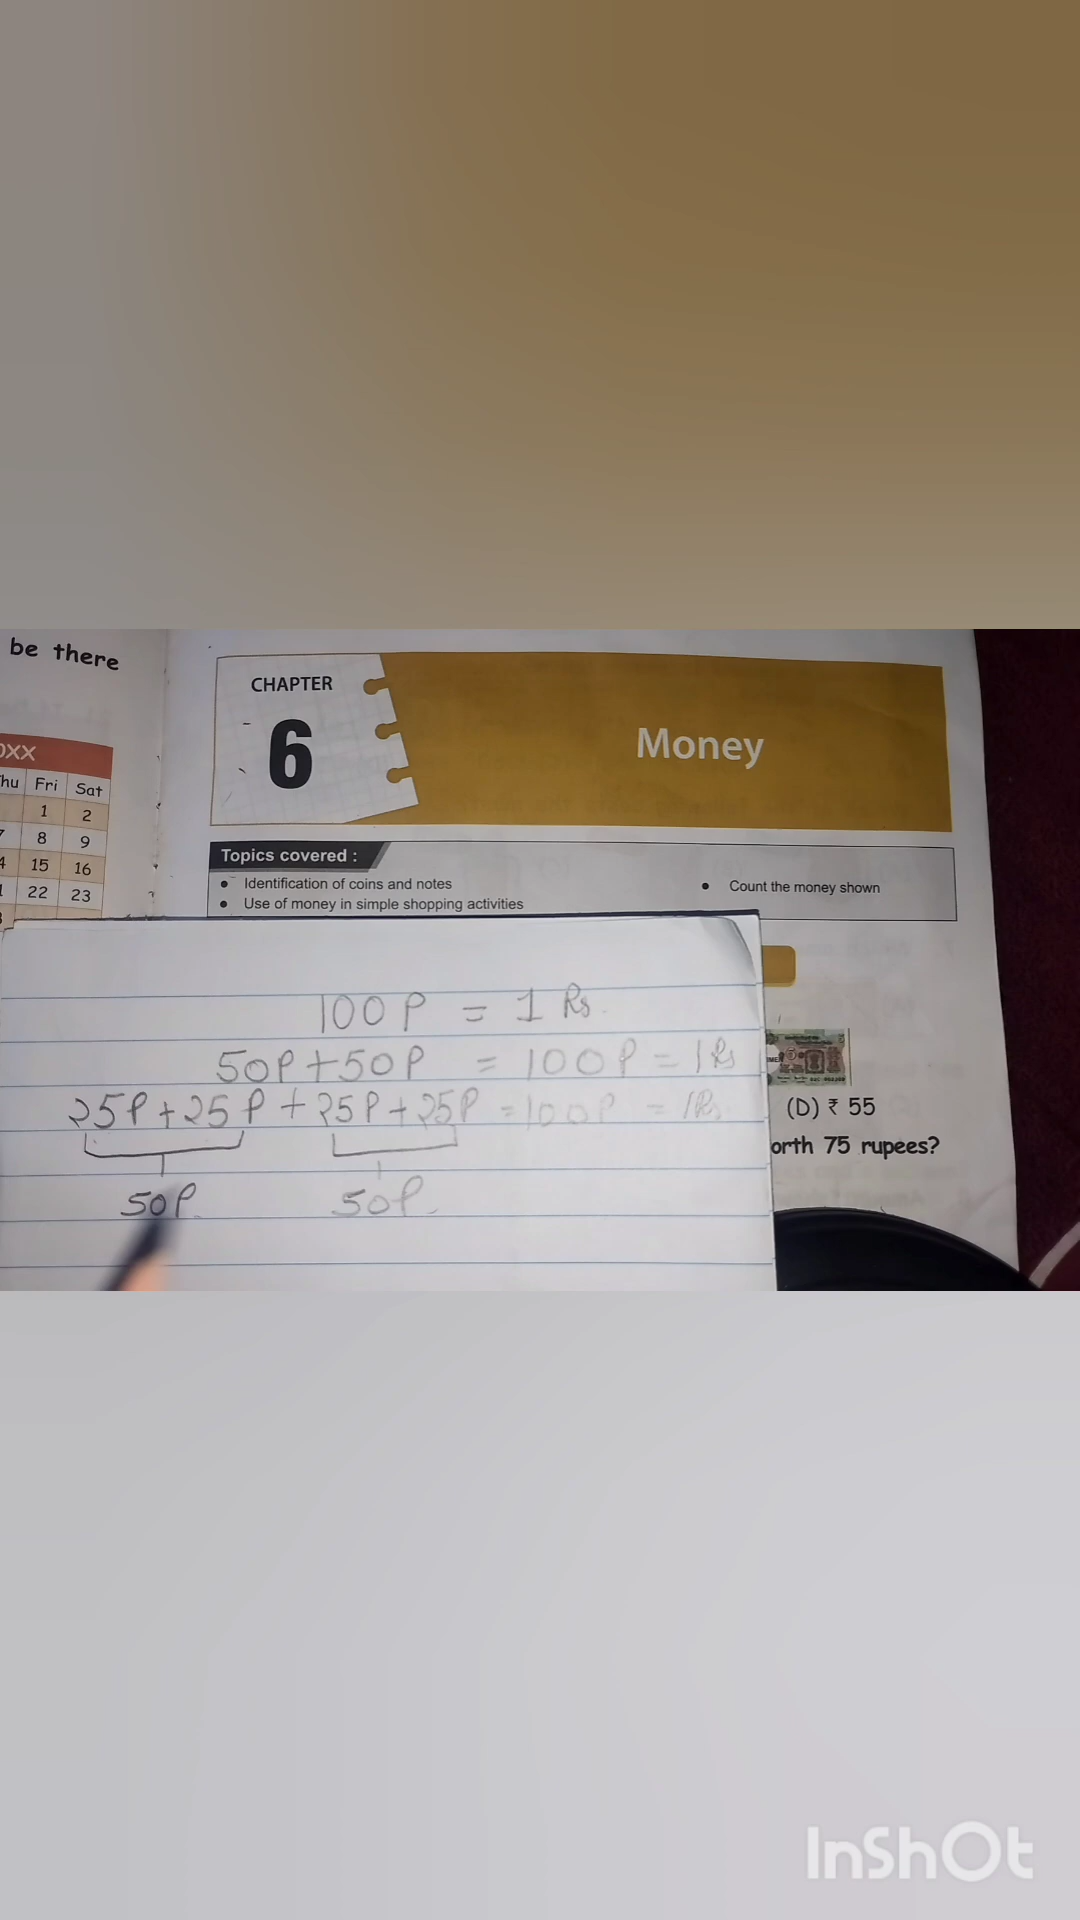 be there
CHAPTER
6
Money
Thu Fri Sat
1 2
8 9
15 16
22 23
Topics covered :
• Identification of coins and notes
• Count the money shown
• Use of money in simple shopping activities
100P = 1 Rs.
50P+50P = 100P = 1Rs
25P+25P+25P+25P = 100P = 1Rs.
50P. 50P.
(D) ₹ 55
orth 75 rupees?
InShOt